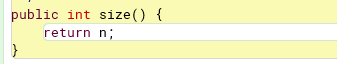 public int size() {
    return n;
}